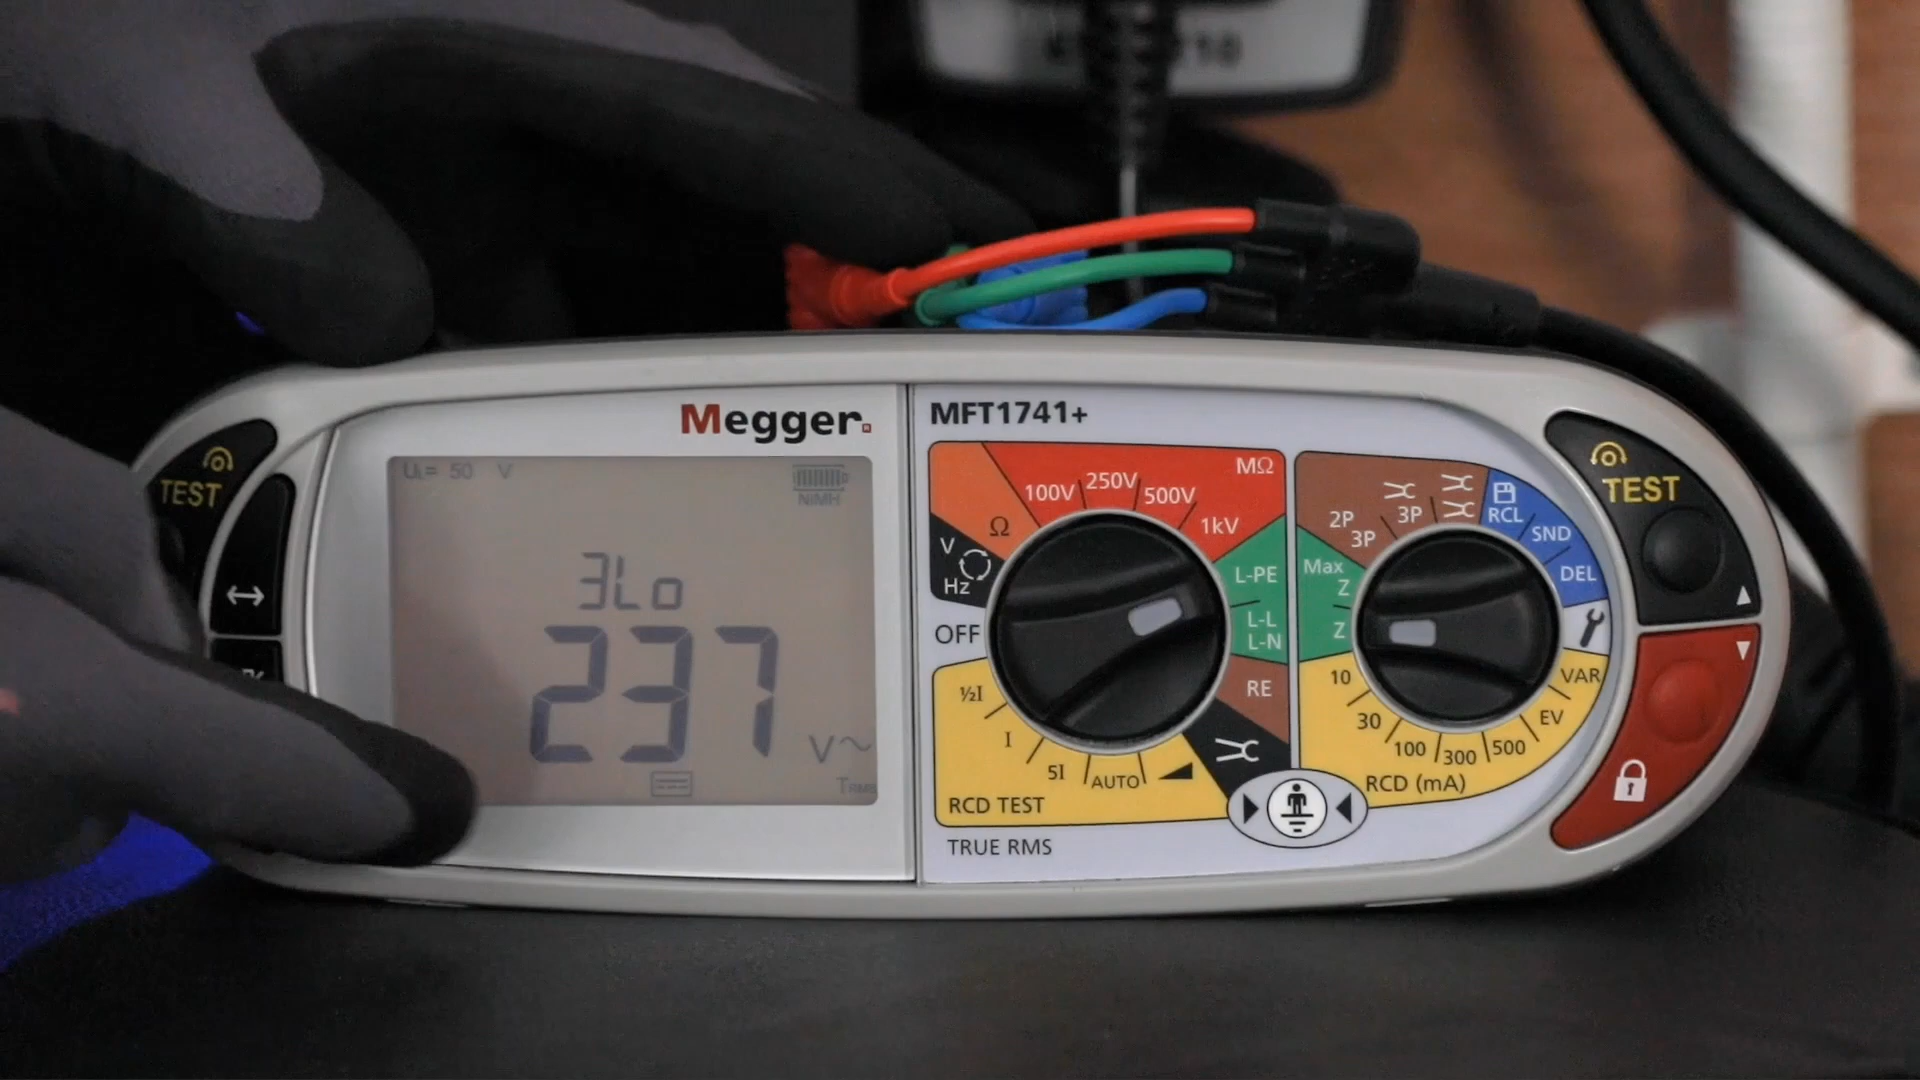 10
Megger.
MFT1741+
TEST
UL= 50 V
NiMH
3Lo
237
V~
TRMS
V
Hz
OFF
Ω
100V
250V
500V
1kV
MΩ
L-PE
L-L
L-N
RE
½I
I
5I
AUTO
RCD TEST
TRUE RMS
2P
3P
3P
RCL
SND
DEL
Max
Z
Z
10
30
100
300
500
EV
VAR
RCD (mA)
TEST